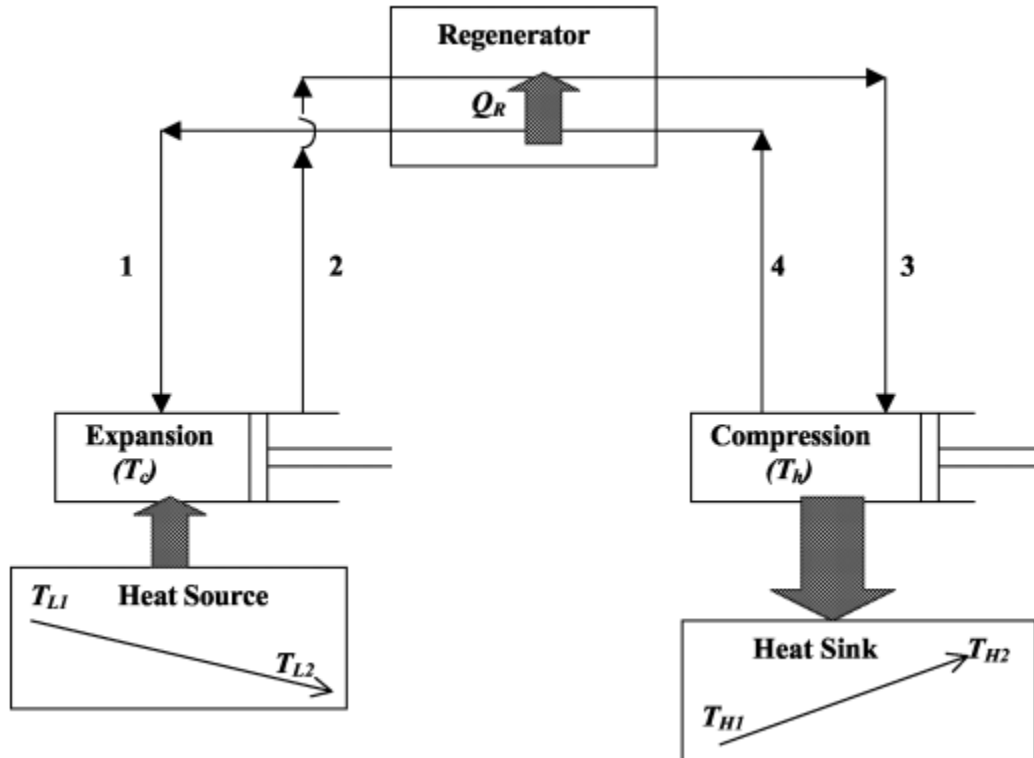 Regenerator
Q_R
1
2
4
3
Expansion
(T_c)
Compression
(T_h)
Heat Source
T_L1
T_L2
Heat Sink
T_H2
T_H1